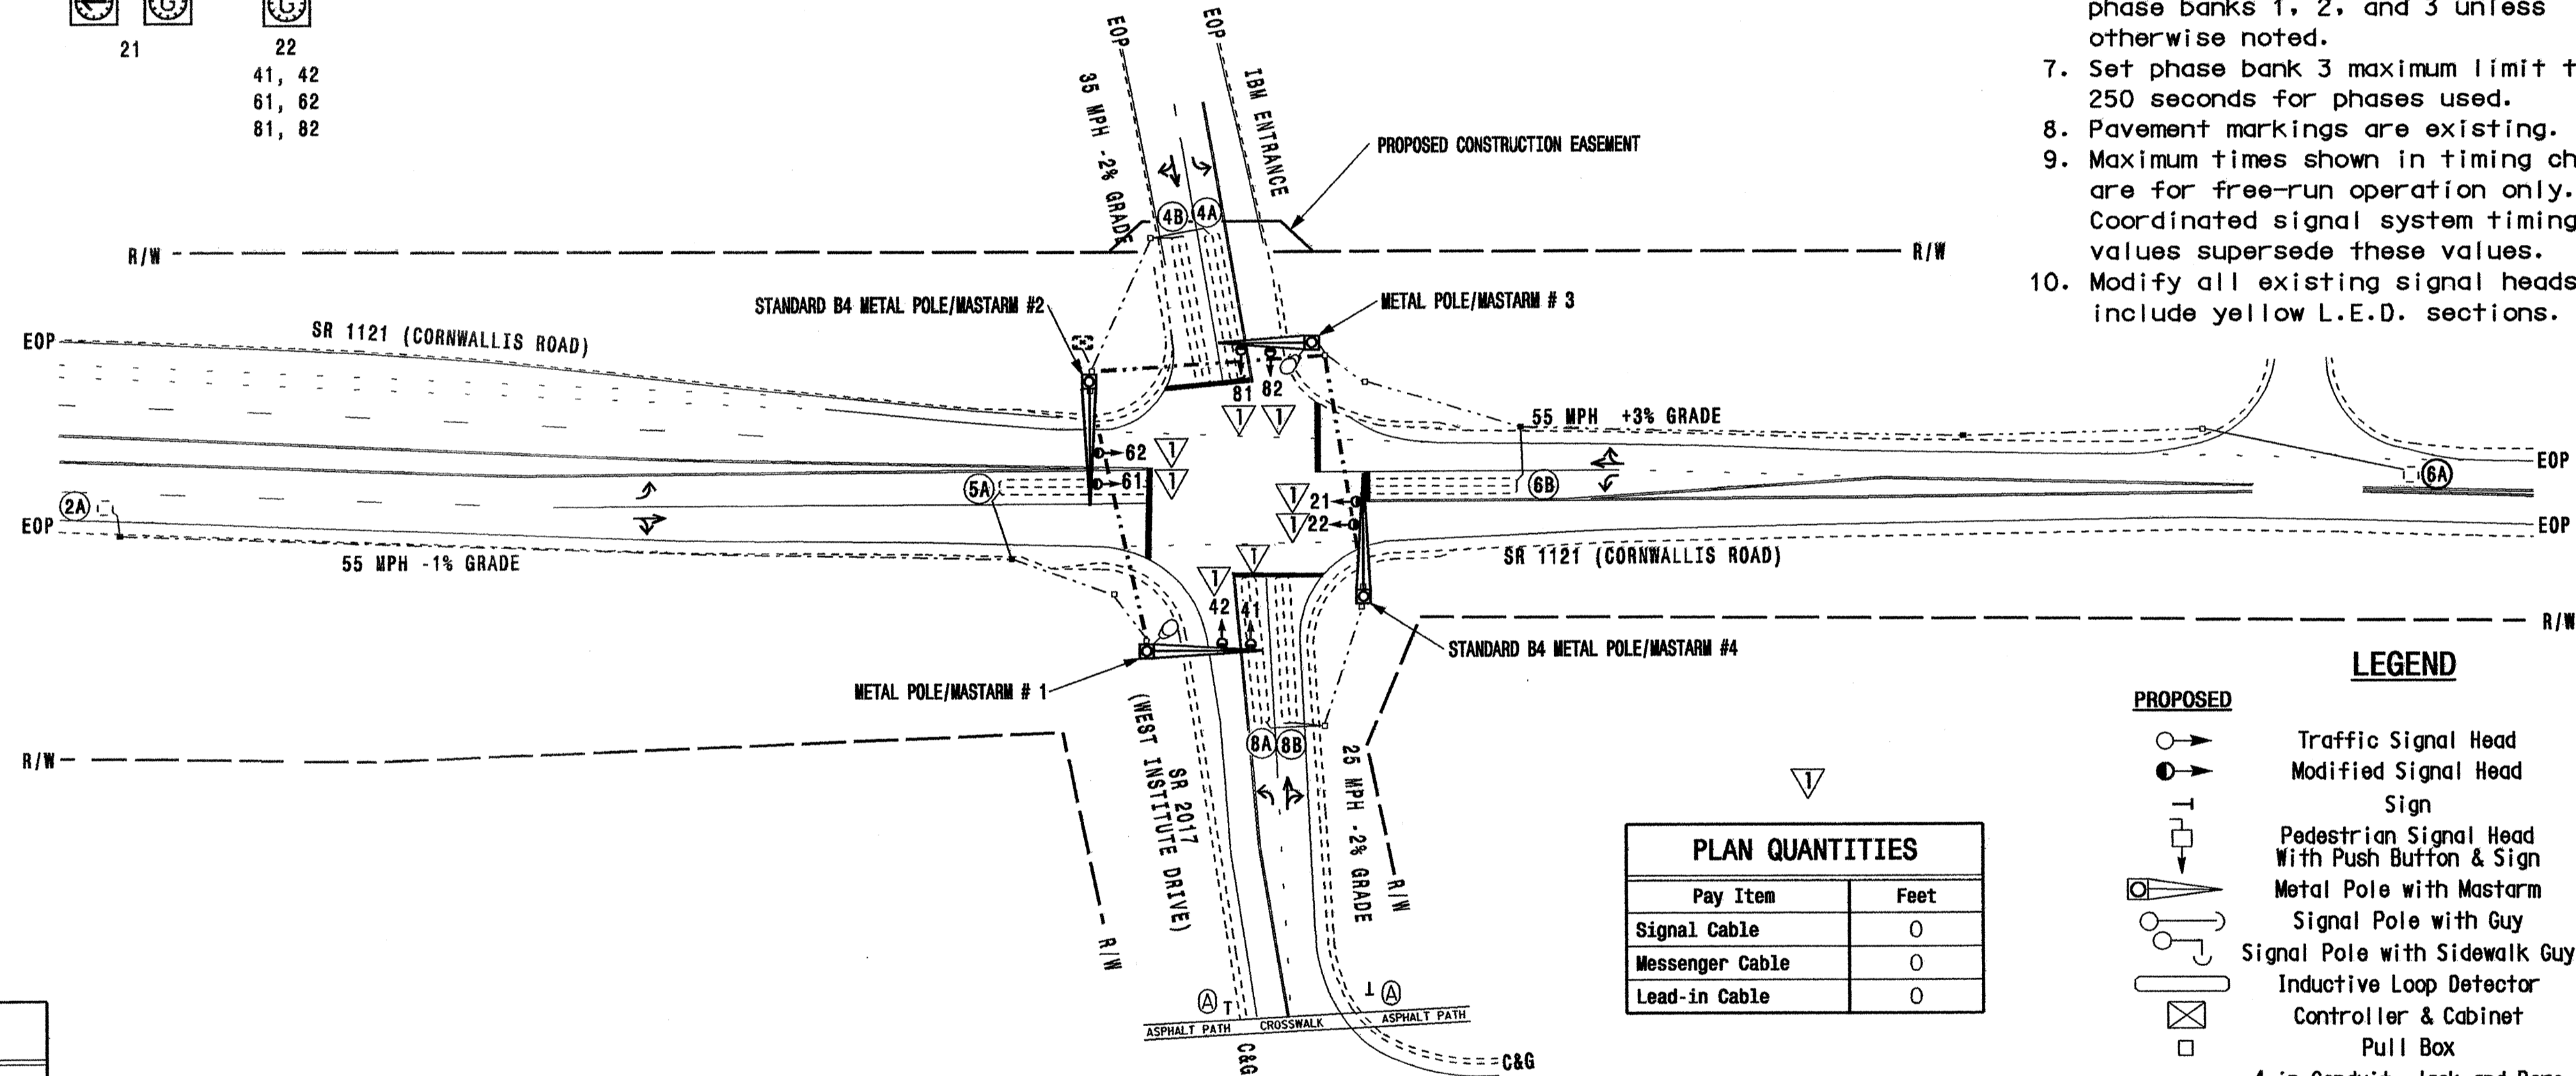 G
G
21
22
41, 42
61, 62
81, 82
phase banks 1, 2, and 3 unless
otherwise noted.
7. Set phase bank 3 maximum limit
250 seconds for phases used.
8. Pavement markings are existing.
9. Maximum times shown in timing
are for free-run operation only.
Coordinated signal system timing
values supersede these values.
10. Modify all existing signal heads
include yellow L.E.D. sections.
EOP
EOP
35 MPH -2% GRADE
IBM ENTRANCE
PROPOSED CONSTRUCTION EASEMENT
4B
4A
R/W
R/W
STANDARD B4 METAL POLE/MASTARM #2
METAL POLE/MASTARM # 3
EOP
SR 1121 (CORNWALLIS ROAD)
81
82
1
1
55 MPH +3% GRADE
62
1
61
1
EOP
2A
5A
21
1
22
1
6B
6A
EOP
EOP
55 MPH -1% GRADE
SR 1121 (CORNWALLIS ROAD)
1
1
42
41
R/W
STANDARD B4 METAL POLE/MASTARM #4
METAL POLE/MASTARM # 1
R/W
8A
8B
SR 2017
(WEST INSTITUTE DRIVE)
25 MPH -2% GRADE
R/W
R/W
A
A
ASPHALT PATH
CROSSWALK
ASPHALT PATH
C&G
C&G
1
PLAN QUANTITIES
Pay Item Feet
Signal Cable 0
Messenger Cable 0
Lead-in Cable 0
LEGEND
PROPOSED
Traffic Signal Head
Modified Signal Head
Sign
Pedestrian Signal Head
With Push Button & Sign
Metal Pole with Mastarm
Signal Pole with Guy
Signal Pole with Sidewalk Guy
Inductive Loop Detector
Controller & Cabinet
Pull Box